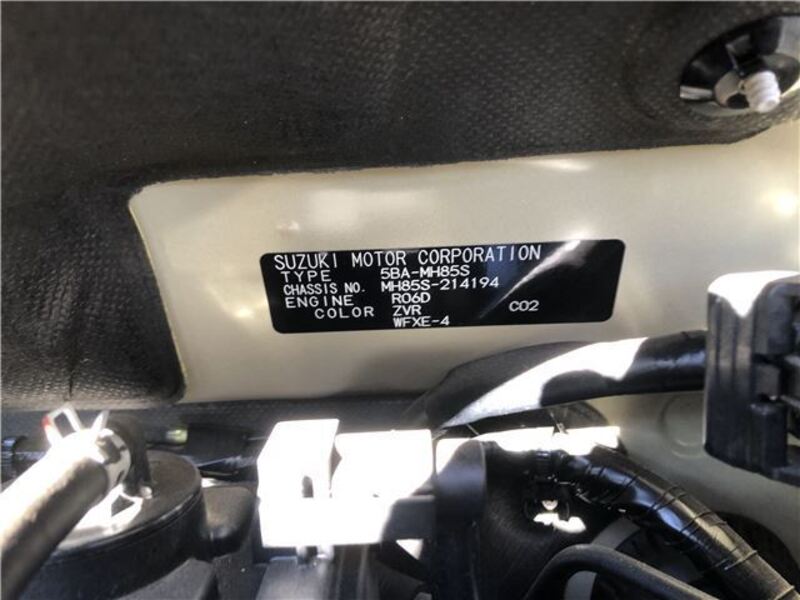 SUZUKI MOTOR CORPORATION
TYPE 5BA-MH85S
CHASSIS NO. MH85S-214194
ENGINE R06D
COLOR ZVR C02
WFXE-4